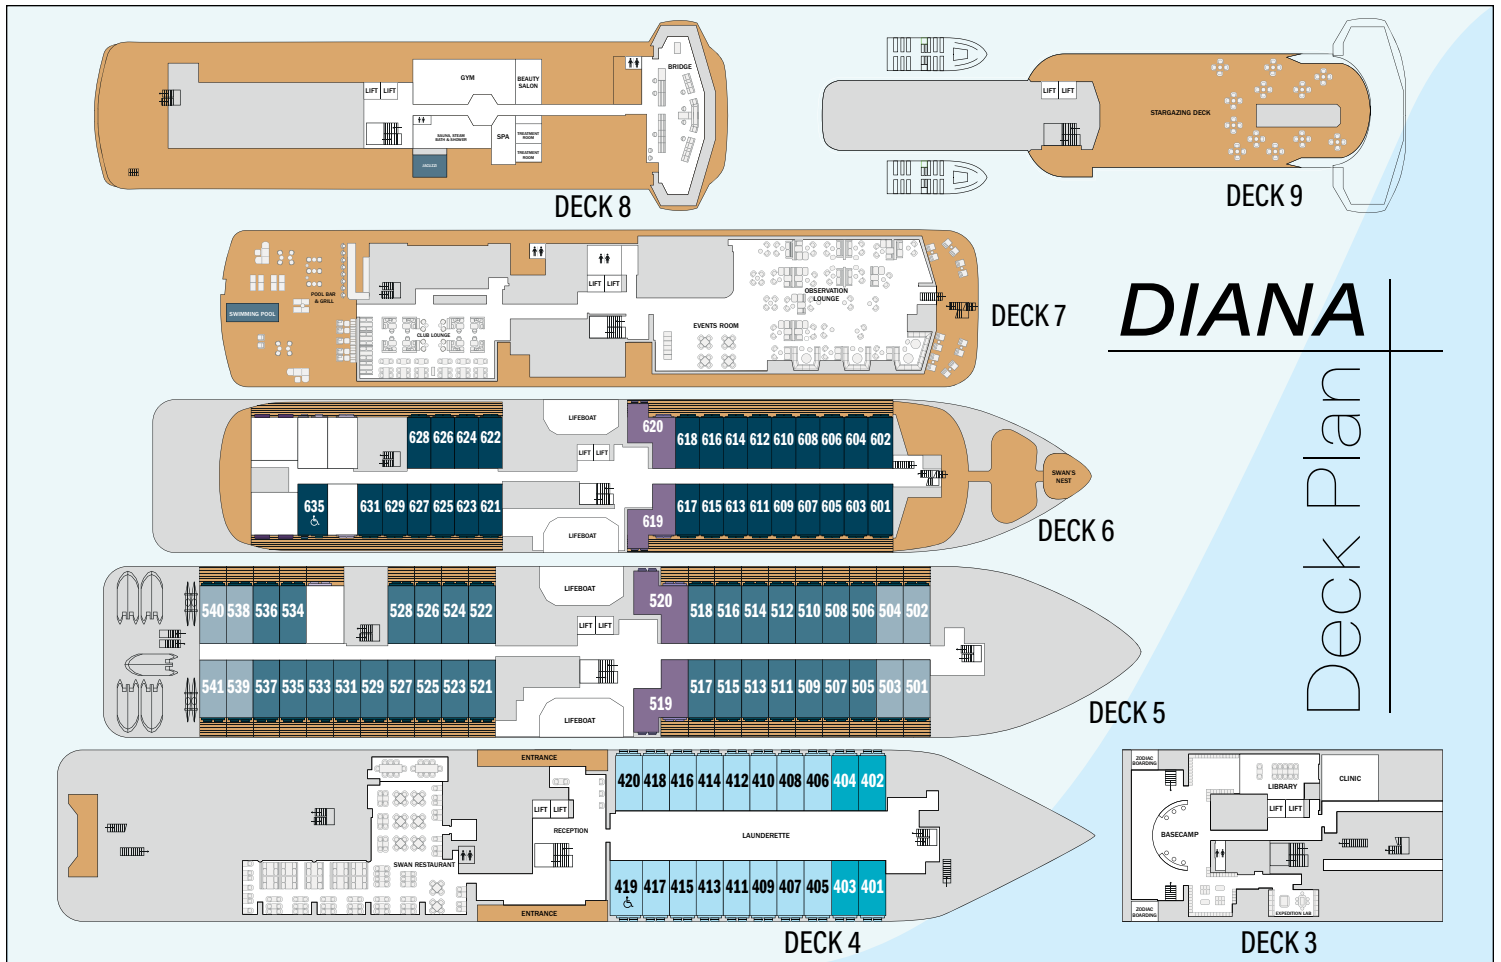 GYM
BEAUTY
SALON
BRIDGE
LIFT LIFT
SAUNA, STEAM
BATH & SHOWER
SPA
TREATMENT
ROOM
TREATMENT
ROOM
DECK 8
LIFT LIFT
STARGAZING DECK
DECK 9
POOL BAR
& GRILL
SWIMMING POOL
CLUB LOUNGE
LIFT LIFT
EVENTS ROOM
OBSERVATION
LOUNGE
DECK 7
DIANA
Deck Plan
LIFEBOAT
628 626 624 622
620
618 616 614 612 610 608 606 604 602
LIFT LIFT
SWAN'S
NEST
635 631 629 627 625 623 621
619
617 615 613 611 609 607 605 603 601
LIFEBOAT
DECK 6
LIFEBOAT
540 538 536 534 528 526 524 522
520
518 516 514 512 510 508 506 504 502
LIFT LIFT
541 539 537 535 533 531 529 527 525 523 521
519
517 515 513 511 509 507 505 503 501
LIFEBOAT
DECK 5
ENTRANCE
420 418 416 414 412 410 408 406 404 402
LIFT LIFT
RECEPTION
LAUNDERETTE
SWAN RESTAURANT
419 417 415 413 411 409 407 405 403 401
ENTRANCE
DECK 4
ZODIAC
BOARDING
LIBRARY
CLINIC
LIFT LIFT
BASECAMP
ZODIAC
BOARDING
EXPEDITION LAB
DECK 3